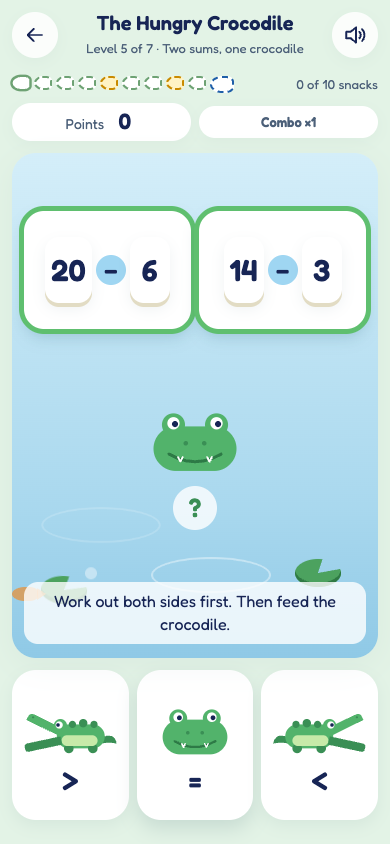 The Hungry Crocodile
Level 5 of 7 · Two sums, one crocodile
0 of 10 snacks
Points 0
Combo ×1
20 - 6
14 - 3
?
Work out both sides first. Then feed the
crocodile.
> = <